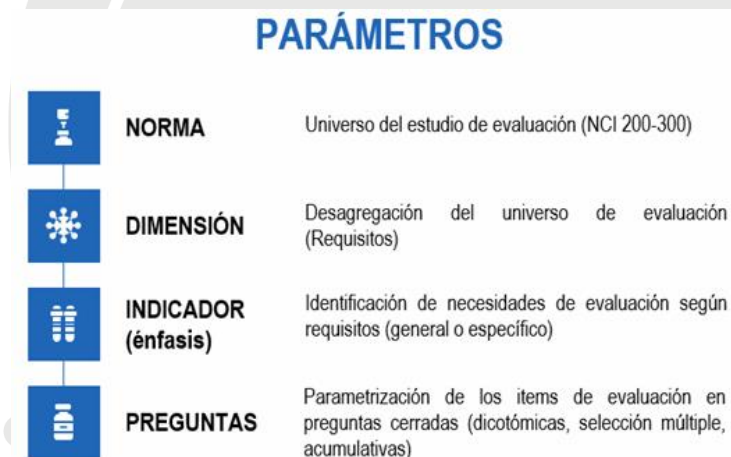 PARÁMETROS
NORMA
Universo del estudio de evaluación (NCI 200-300)
DIMENSIÓN
Desagregación del universo de evaluación
(Requisitos)
INDICADOR
(énfasis)
Identificación de necesidades de evaluación según
requisitos (general o específico)
PREGUNTAS
Parametrización de los items de evaluación en
preguntas cerradas (dicotómicas, selección múltiple,
acumulativas)